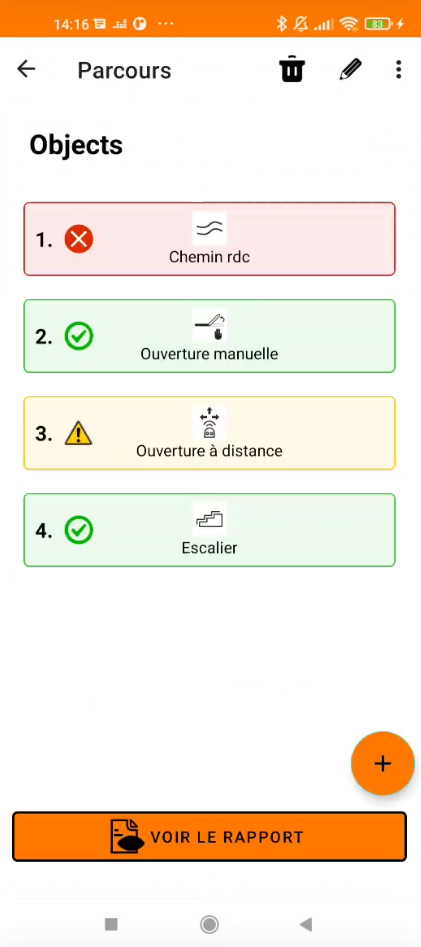 14:16
83
Parcours
Objects
1.
Chemin rdc
2.
Ouverture manuelle
3.
Ouverture à distance
4.
Escalier
+
VOIR LE RAPPORT